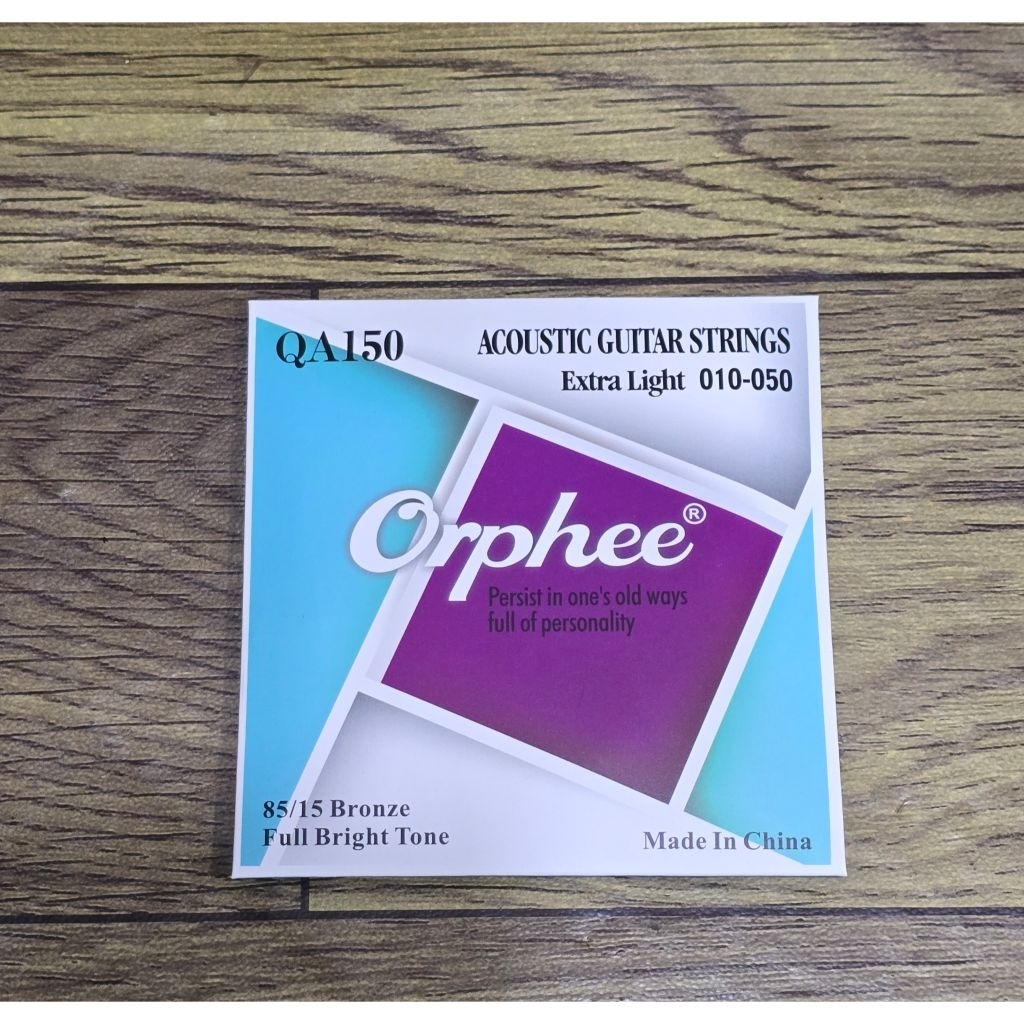 QA150
ACOUSTIC GUITAR STRINGS
Extra Light 010-050
Orphee®
Persist in one's old ways
full of personality
85/15 Bronze
Full Bright Tone
Made In China